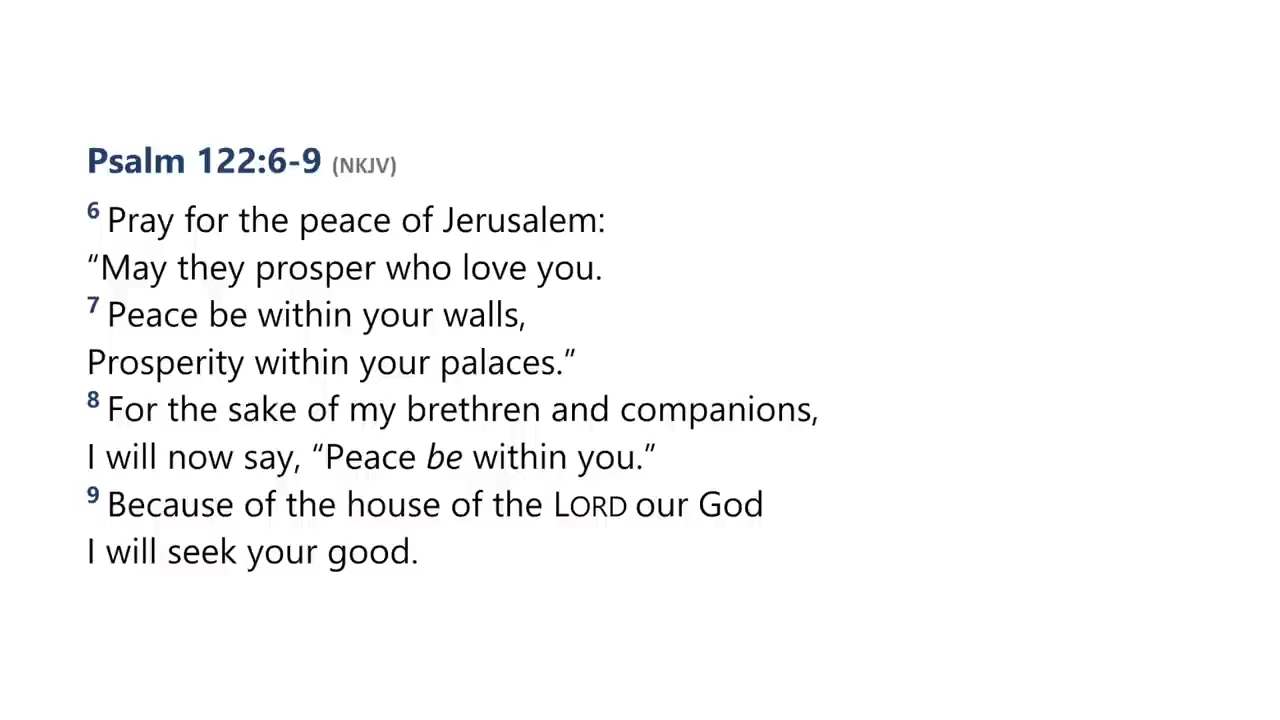 Psalm 122:6-9 (NKJV)
6 Pray for the peace of Jerusalem:
“May they prosper who love you.
7 Peace be within your walls,
Prosperity within your palaces.”
8 For the sake of my brethren and companions,
I will now say, “Peace be within you.”
9 Because of the house of the LORD our God
I will seek your good.